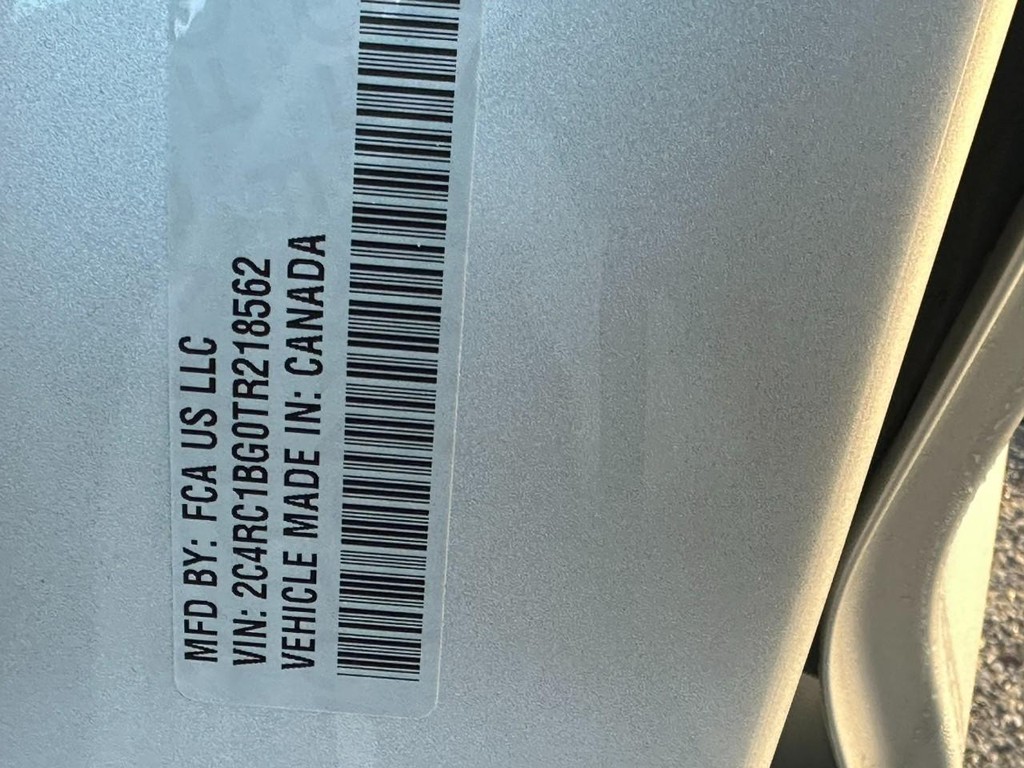 MFD BY: FCA US LLC
VIN: 2C4RC1BG0TR218562
VEHICLE MADE IN: CANADA